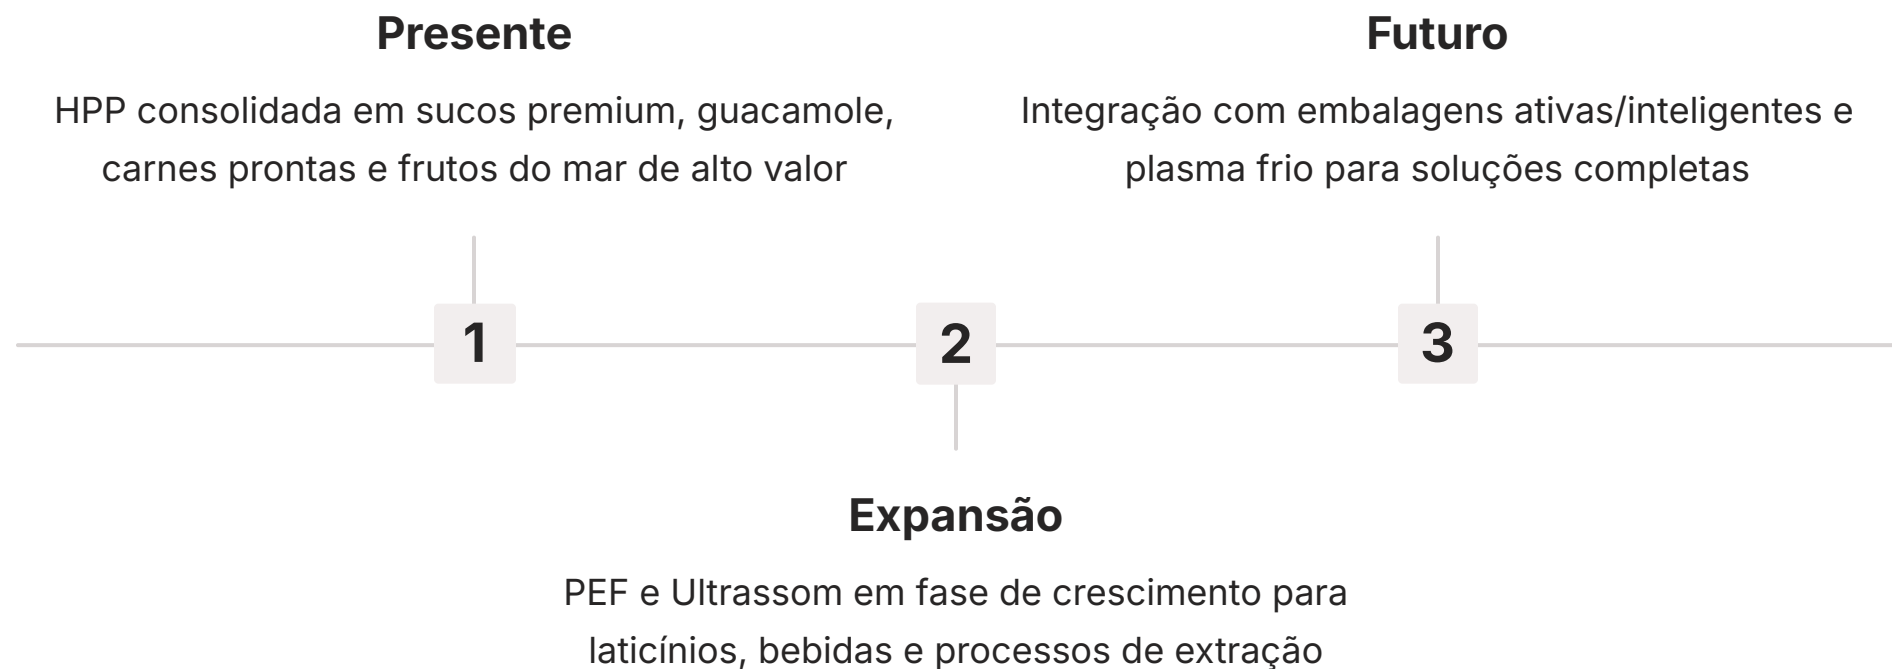 Presente
HPP consolidada em sucos premium, guacamole,
carnes prontas e frutos do mar de alto valor
Futuro
Integração com embalagens ativas/inteligentes e
plasma frio para soluções completas
1
2
3
Expansão
PEF e Ultrassom em fase de crescimento para
laticínios, bebidas e processos de extração